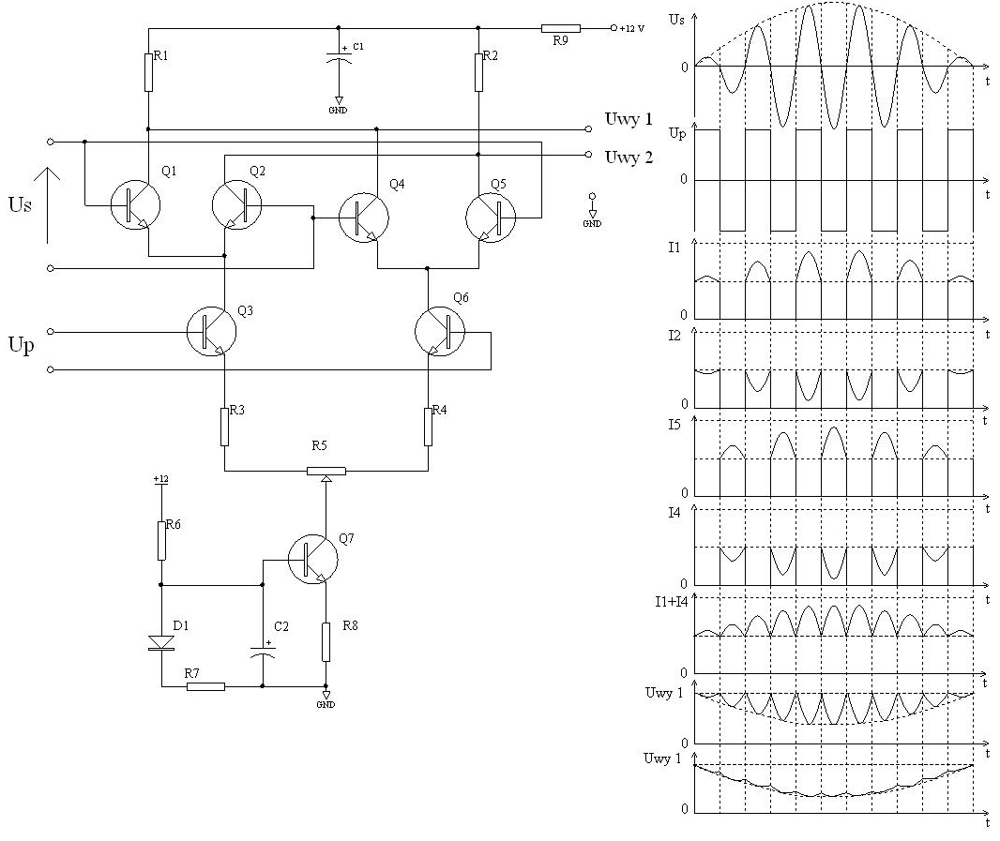 R1
C1
GND
R2
R9
+12 V
Uwy 1
Uwy 2
Us
Q1
Q2
Q4
Q5
GND
Up
Q3
Q6
R3
R4
R5
+12
R6
Q7
D1
C2
R8
R7
GND
Us
0
t
Up
0
t
I1
0
t
I2
0
t
I5
0
t
I4
0
t
I1+I4
0
t
Uwy 1
0
t
Uwy 1
0
t